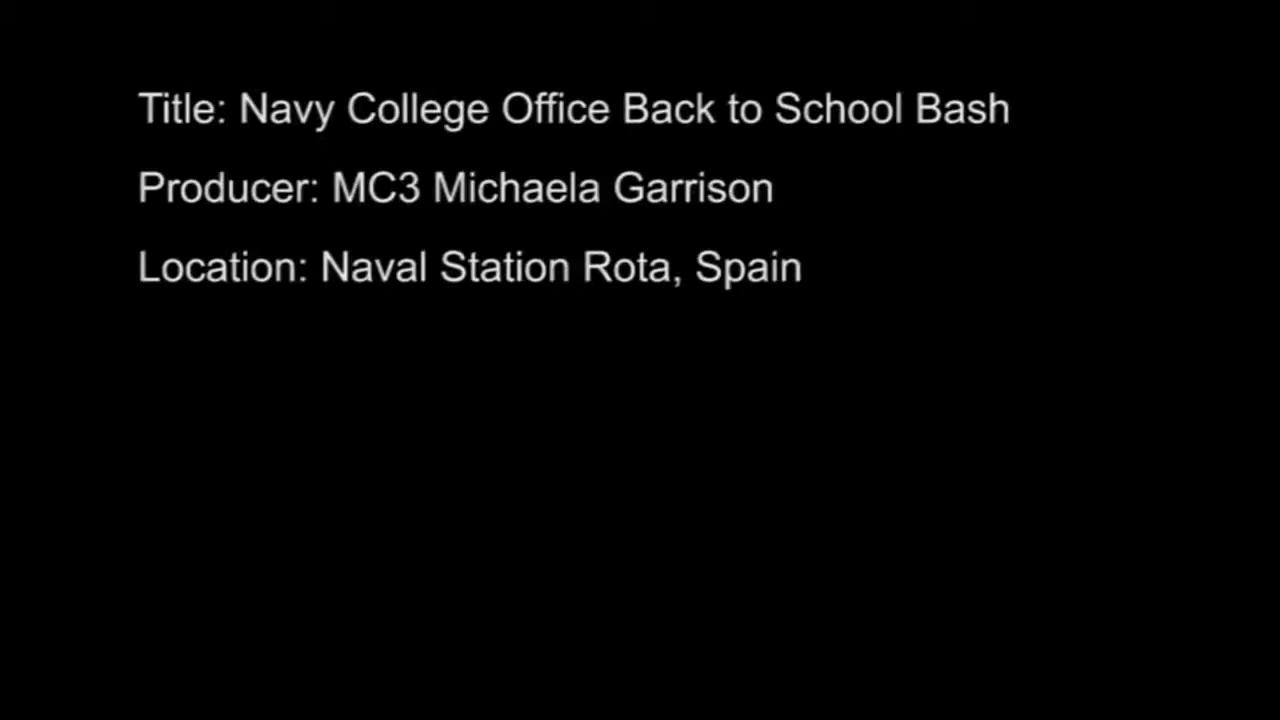 Title: Navy College Office Back to School Bash
Producer: MC3 Michaela Garrison
Location: Naval Station Rota, Spain